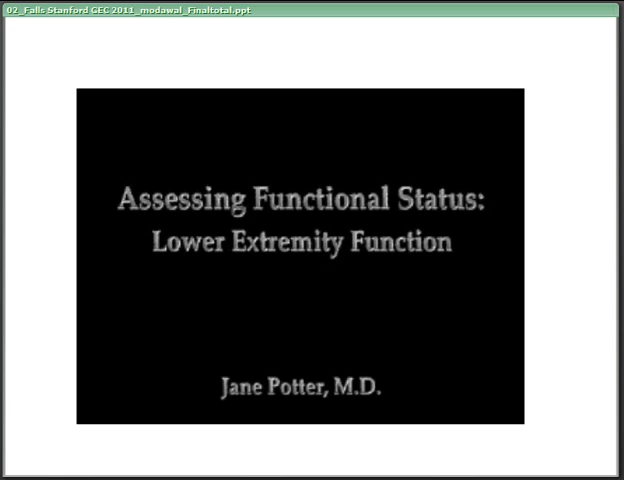 02_Falls Stanford GEC 2011_modawal_Finaltotal.ppt
Assessing Functional Status:
Lower Extremity Function
Jane Potter, M.D.